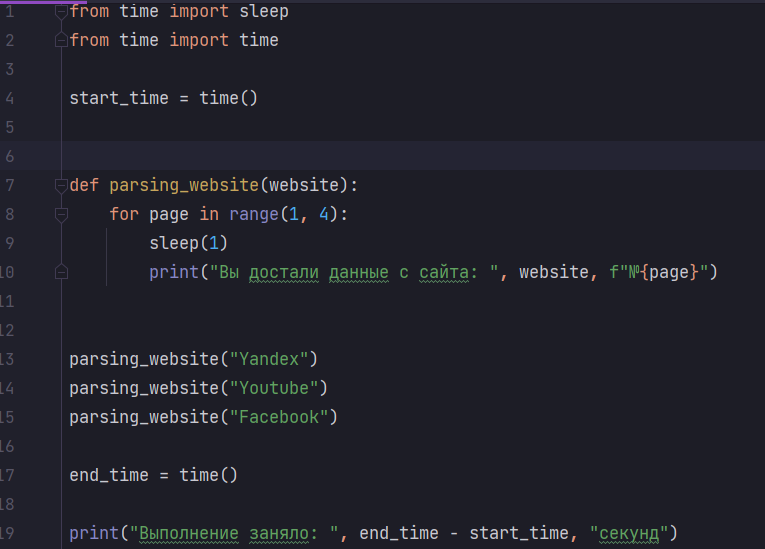 1 from time import sleep
2 from time import time
3
4 start_time = time()
5
6
7 def parsing_website(website):
8     for page in range(1, 4):
9         sleep(1)
10         print("Вы достали данные с сайта: ", website, f"№{page}")
11
12
13 parsing_website("Yandex")
14 parsing_website("Youtube")
15 parsing_website("Facebook")
16
17 end_time = time()
18
19 print("Выполнение заняло: ", end_time - start_time, "секунд")